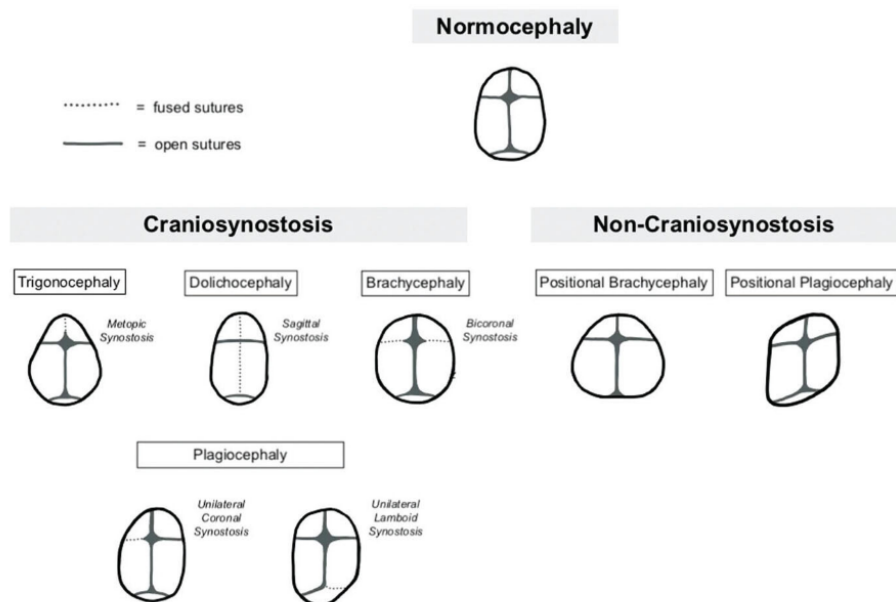 Normocephaly
= fused sutures
= open sutures
Craniosynostosis
Non-Craniosynostosis
Trigonocephaly
Dolichocephaly
Brachycephaly
Positional Brachycephaly
Positional Plagiocephaly
Metopic
Synostosis
Sagittal
Synostosis
Bicoronal
Synostosis
Plagiocephaly
Unilateral
Coronal
Synostosis
Unilateral
Lamboid
Synostosis